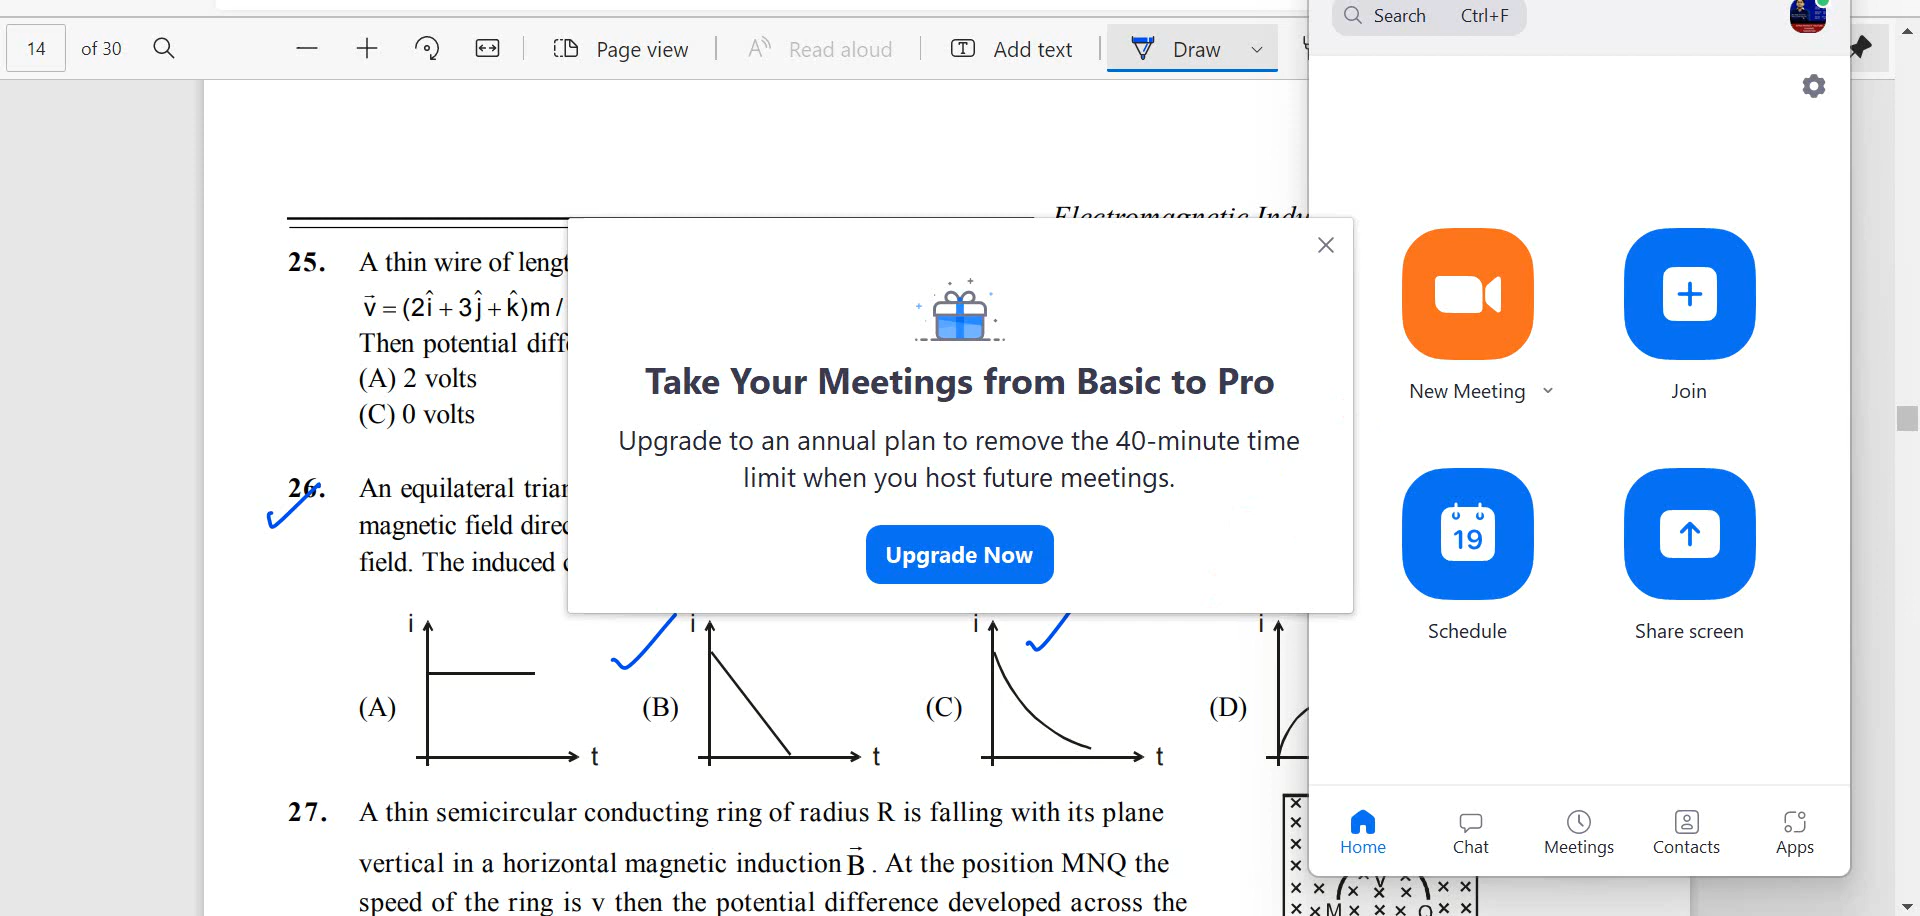 14 of 30
Page view
Read aloud
Add text
Draw
Search Ctrl+F
25. A thin wire of
v⃗ = (2î + 3ĵ + k̂)m /
Then potential
(A) 2 volts
(C) 0 volts
26. An equilateral
magnetic field
field. The induced
i
t
(A)
i
t
(B)
i
t
(C)
i
(D)
27. A thin semicircular conducting ring of radius R is falling with its plane
vertical in a horizontal magnetic induction B⃗ . At the position MNQ the
speed of the ring is v then the potential difference developed across the
Electromagnetic
Take Your Meetings from Basic to Pro
Upgrade to an annual plan to remove the 40-minute time
limit when you host future meetings.
Upgrade Now
New Meeting
Join
19
Schedule
Share screen
Home
Chat
Meetings
Contacts
Apps